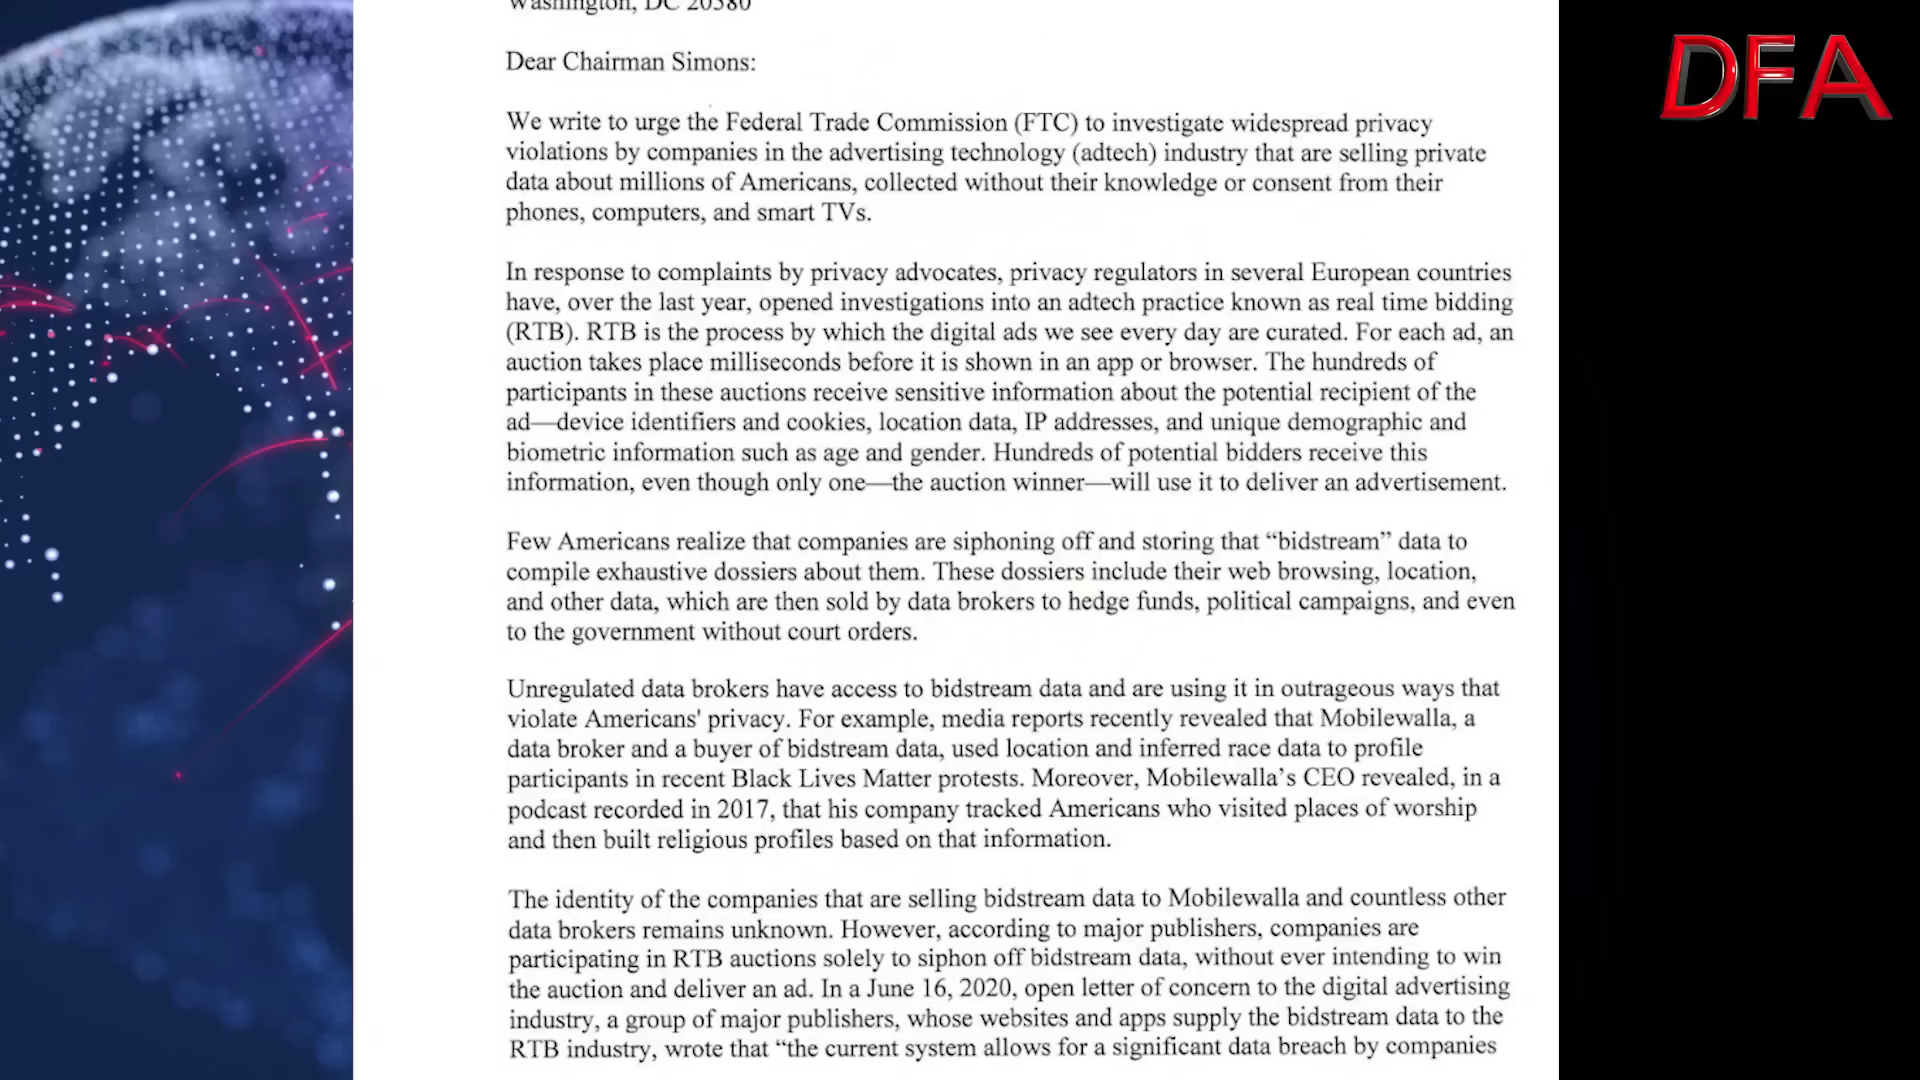 Washington, DC 20580
DFA
Dear Chairman Simons:
We write to urge the Federal Trade Commission (FTC) to investigate widespread privacy
violations by companies in the advertising technology (adtech) industry that are selling private
data about millions of Americans, collected without their knowledge or consent from their
phones, computers, and smart TVs.
In response to complaints by privacy advocates, privacy regulators in several European countries
have, over the last year, opened investigations into an adtech practice known as real time bidding
(RTB). RTB is the process by which the digital ads we see every day are curated. For each ad, an
auction takes place milliseconds before it is shown in an app or browser. The hundreds of
participants in these auctions receive sensitive information about the potential recipient of the
ad—device identifiers and cookies, location data, IP addresses, and unique demographic and
biometric information such as age and gender. Hundreds of potential bidders receive this
information, even though only one—the auction winner—will use it to deliver an advertisement.
Few Americans realize that companies are siphoning off and storing that “bidstream” data to
compile exhaustive dossiers about them. These dossiers include their web browsing, location,
and other data, which are then sold by data brokers to hedge funds, political campaigns, and even
to the government without court orders.
Unregulated data brokers have access to bidstream data and are using it in outrageous ways that
violate Americans' privacy. For example, media reports recently revealed that Mobilewalla, a
data broker and a buyer of bidstream data, used location and inferred race data to profile
participants in recent Black Lives Matter protests. Moreover, Mobilewalla’s CEO revealed, in a
podcast recorded in 2017, that his company tracked Americans who visited places of worship
and then built religious profiles based on that information.
The identity of the companies that are selling bidstream data to Mobilewalla and countless other
data brokers remains unknown. However, according to major publishers, companies are
participating in RTB auctions solely to siphon off bidstream data, without ever intending to win
the auction and deliver an ad. In a June 16, 2020, open letter of concern to the digital advertising
industry, a group of major publishers, whose websites and apps supply the bidstream data to the
RTB industry, wrote that “the current system allows for a significant data breach by companies